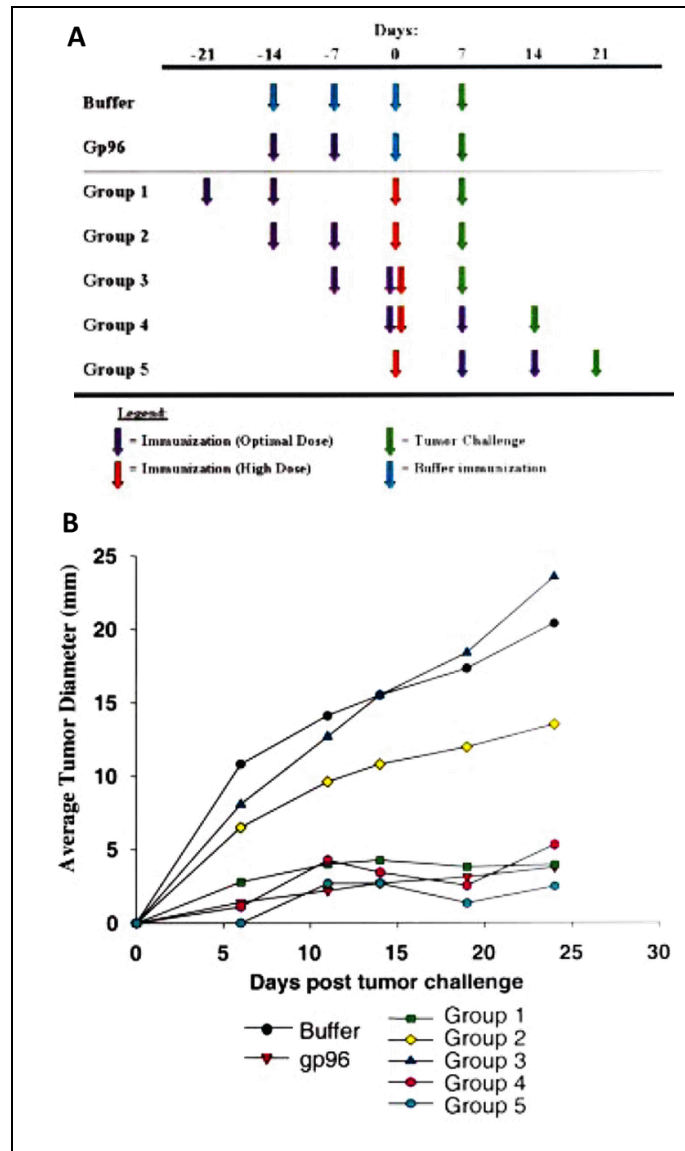 A
Days:
-21 -14 -7 0 7 14 21
Buffer
Gp96
Group 1
Group 2
Group 3
Group 4
Group 5
Legend:
= Immunization (Optimal Dose) = Tumor Challenge
= Immunization (High Dose) = Buffer immunization
B
25
20
15
10
5
0
Average Tumor Diameter (mm)
0 5 10 15 20 25 30
Days post tumor challenge
Buffer
gp96
Group 1
Group 2
Group 3
Group 4
Group 5